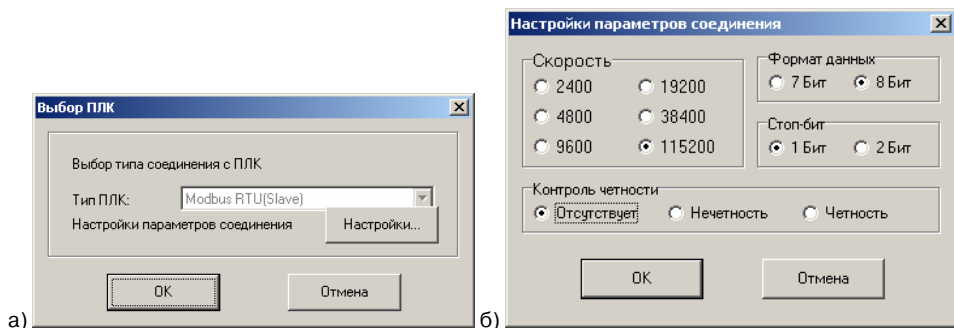 Выбор ПЛК
Выбор типа соединения с ПЛК
Тип ПЛК: Modbus RTU(Slave)
Настройки параметров соединения Настройки...
OK Отмена
а)
Настройки параметров соединения
Скорость
2400 19200
4800 38400
9600 115200
Формат данных
7 Бит 8 Бит
Стоп-бит
1 Бит 2 Бит
Контроль четности
Отсутствует Нечетность Четность
OK Отмена
б)